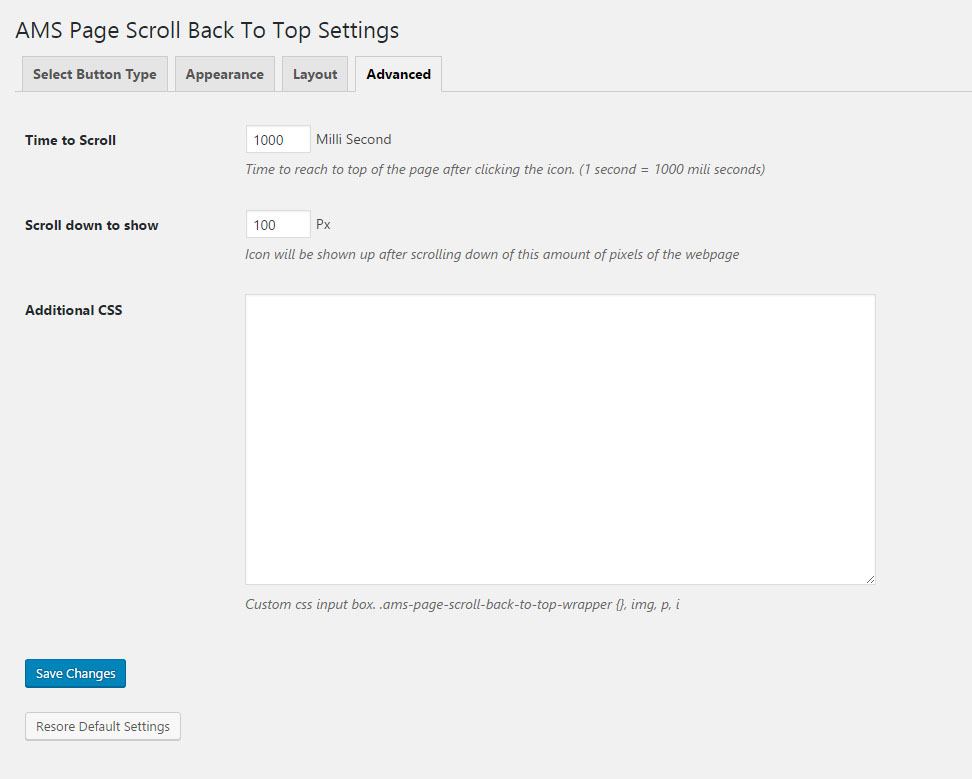 AMS Page Scroll Back To Top Settings
Select Button Type Appearance Layout Advanced
Time to Scroll 1000 Milli Second
Time to reach to top of the page after clicking the icon. (1 second = 1000 mili seconds)
Scroll down to show 100 Px
Icon will be shown up after scrolling down of this amount of pixels of the webpage
Additional CSS
Custom css input box. .ams-page-scroll-back-to-top-wrapper {}, img, p, i
Save Changes
Resore Default Settings